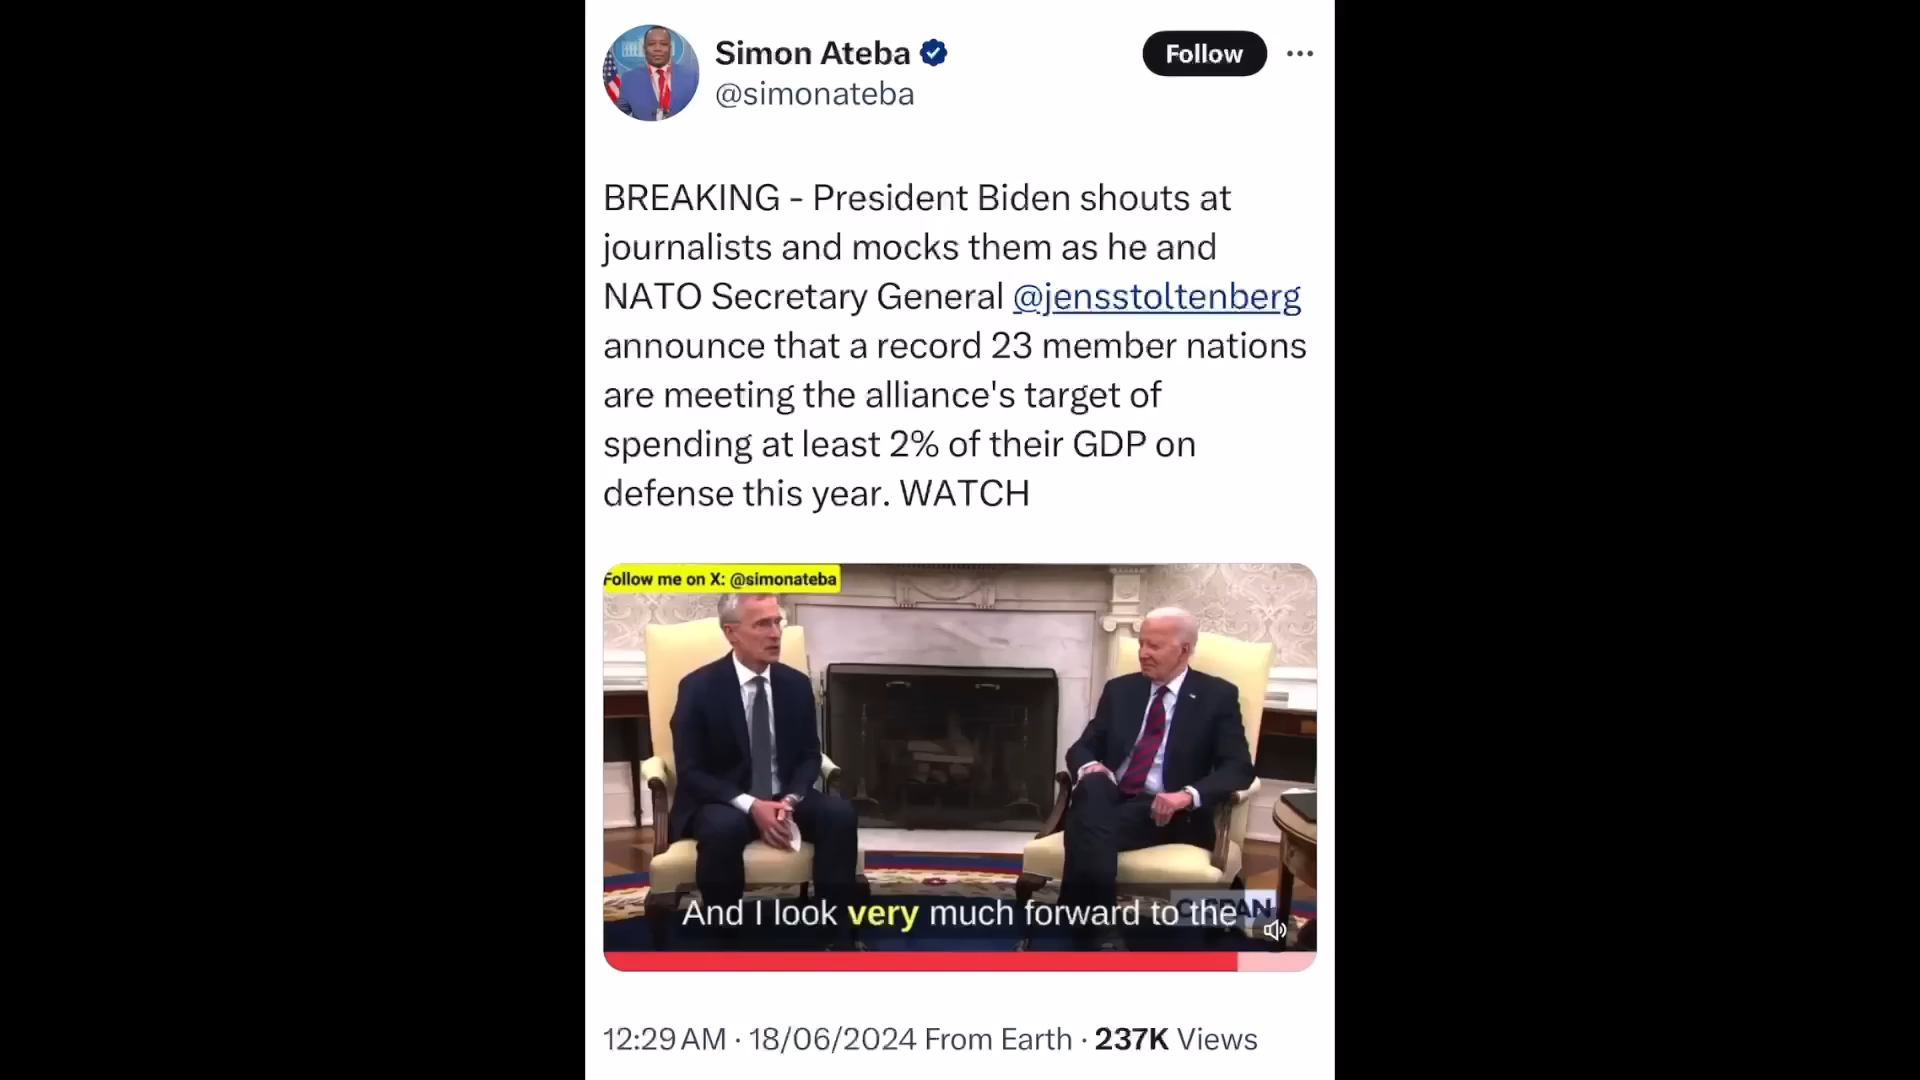 Simon Ateba
@simonateba
Follow
BREAKING - President Biden shouts at
journalists and mocks them as he and
NATO Secretary General @jensstoltenberg
announce that a record 23 member nations
are meeting the alliance's target of
spending at least 2% of their GDP on
defense this year. WATCH
Follow me on X: @simonateba
And I look very much forward to the
C-SPAN
12:29 AM · 18/06/2024 From Earth · 237K Views